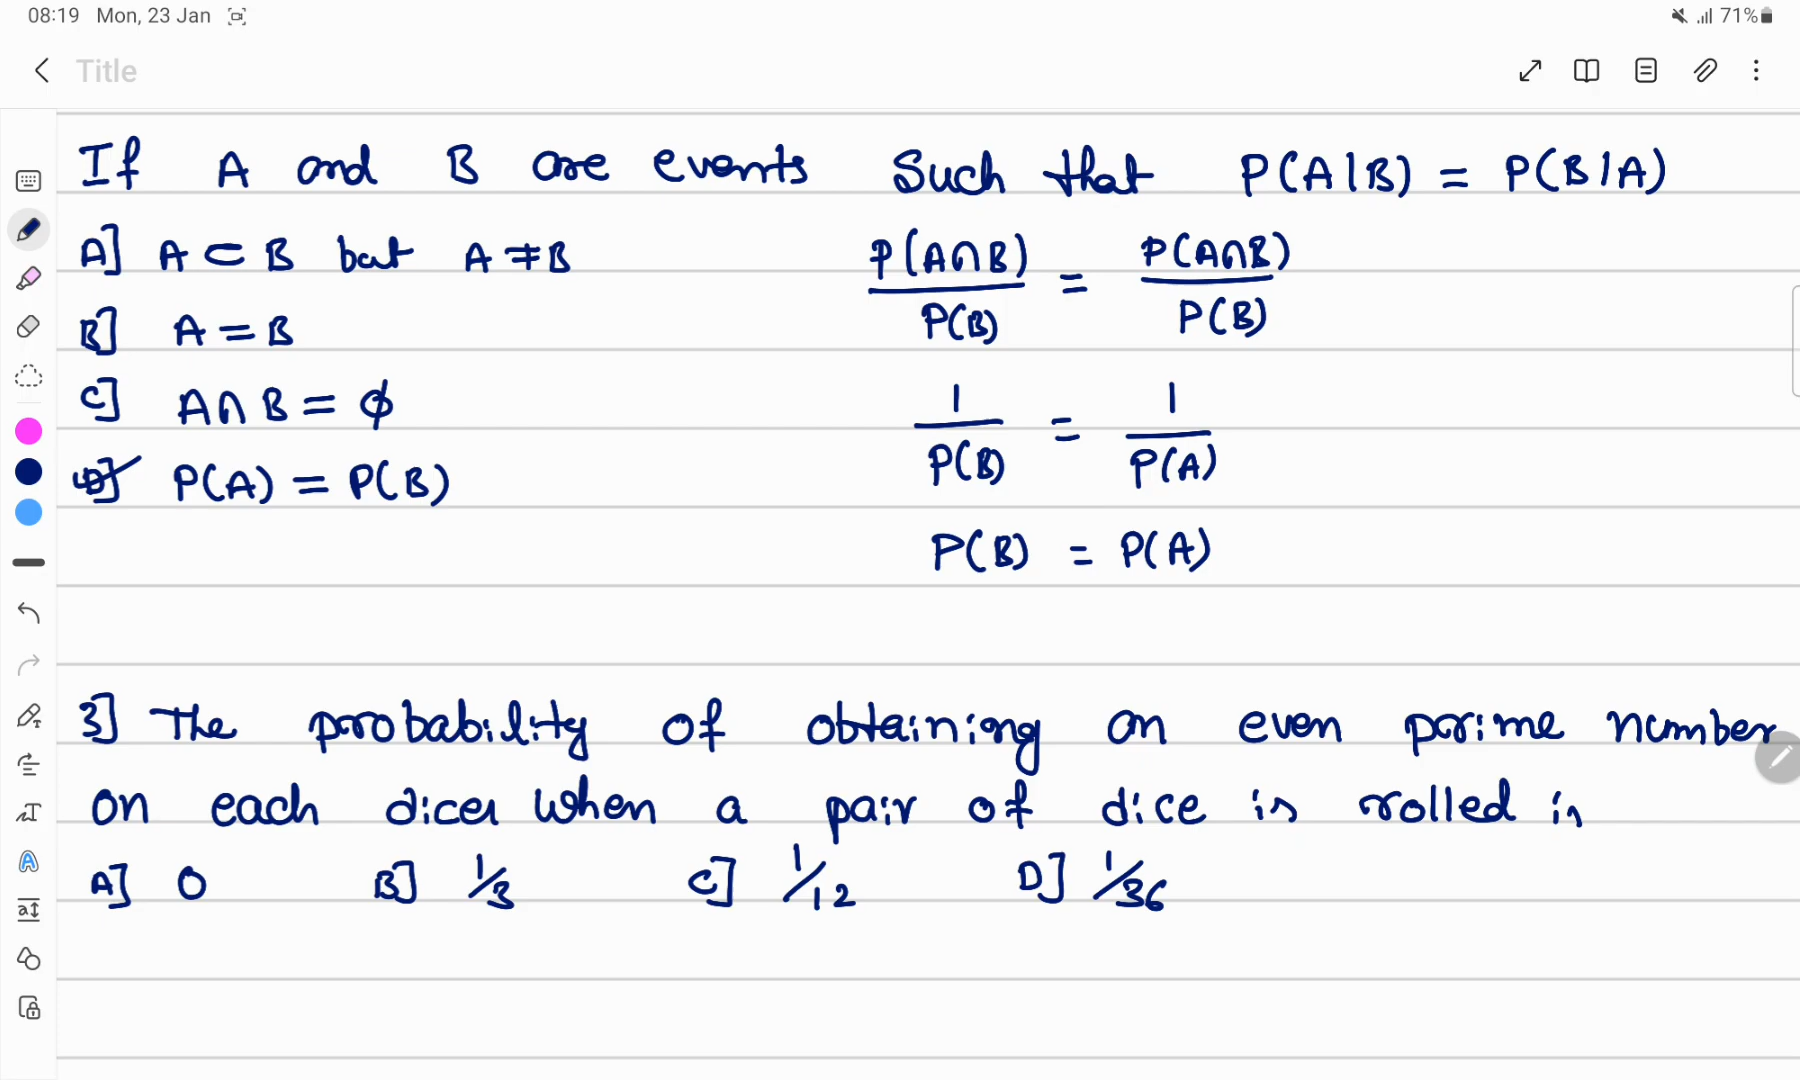 08:19 Mon, 23 Jan 71%
Title
If A and B are events Such that P(A|B) = P(B|A)
A] A ⊂ B but A ≠ B
B] A = B
C] A ∩ B = ϕ
D] P(A) = P(B)
P(A∩B)/P(B) = P(A∩B)/P(B)
1/P(B) = 1/P(A)
P(B) = P(A)
3] The probability of obtaining an even prime number
on each dices when a pair of dice is rolled is
A] 0 B] 1/3 C] 1/12 D] 1/36